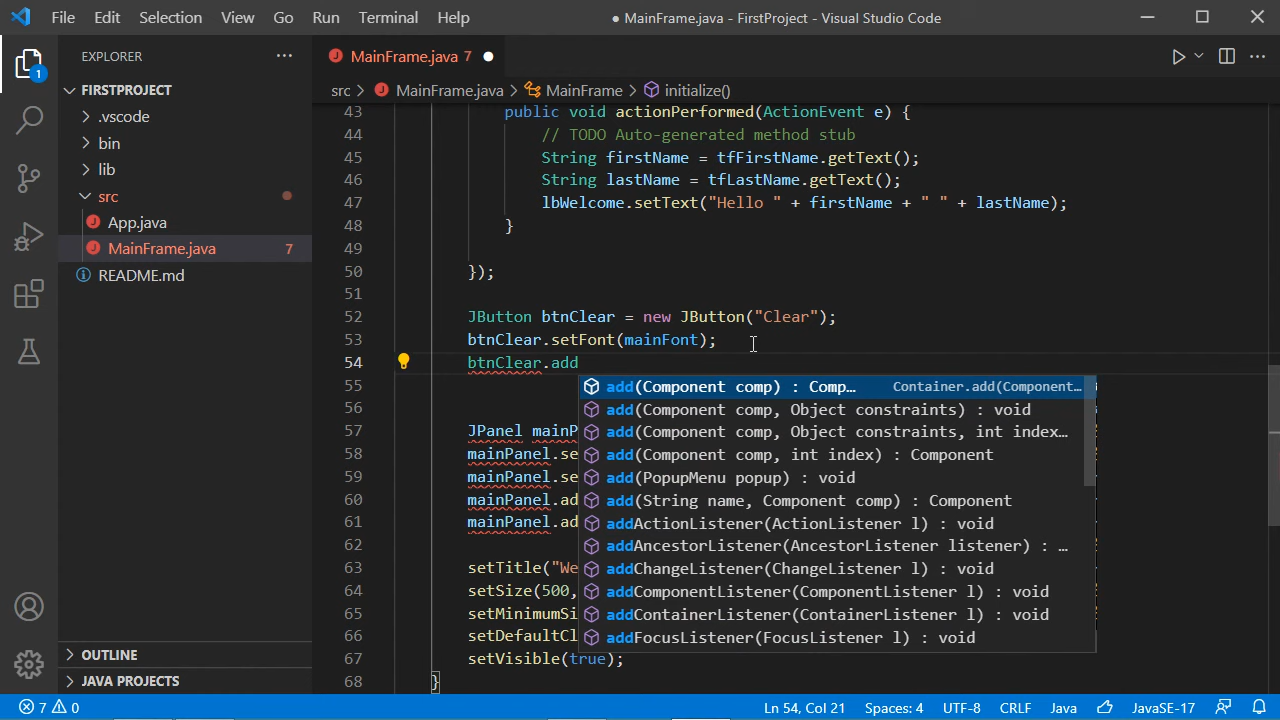 File Edit Selection View Go Run Terminal Help
● MainFrame.java - FirstProject - Visual Studio Code
1
EXPLORER
FIRSTPROJECT
.vscode
bin
lib
src
App.java
MainFrame.java 7
README.md
OUTLINE
JAVA PROJECTS
MainFrame.java 7
src > MainFrame.java > MainFrame > initialize()
43 public void actionPerformed(ActionEvent e) {
44 // TODO Auto-generated method stub
45 String firstName = tfFirstName.getText();
46 String lastName = tfLastName.getText();
47 lbWelcome.setText("Hello " + firstName + " " + lastName);
48 }
49
50 });
51
52 JButton btnClear = new JButton("Clear");
53 btnClear.setFont(mainFont);
54 btnClear.add
55
56
57 JPanel mainP
58 mainPanel.se
59 mainPanel.se
60 mainPanel.ad
61 mainPanel.ad
62
63 setTitle("We
64 setSize(500,
65 setMinimumSi
66 setDefaultCl
67 setVisible(true);
68 }
add(Component comp) : Comp… Container.add(Component…
add(Component comp, Object constraints) : void
add(Component comp, Object constraints, int index…
add(Component comp, int index) : Component
add(PopupMenu popup) : void
add(String name, Component comp) : Component
addActionListener(ActionListener l) : void
addAncestorListener(AncestorListener listener) : …
addChangeListener(ChangeListener l) : void
addComponentListener(ComponentListener l) : void
addContainerListener(ContainerListener l) : void
addFocusListener(FocusListener l) : void
7 0
Ln 54, Col 21 Spaces: 4 UTF-8 CRLF Java JavaSE-17